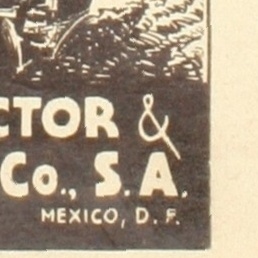 CTOR &
Co., S.A.
MEXICO, D.F.